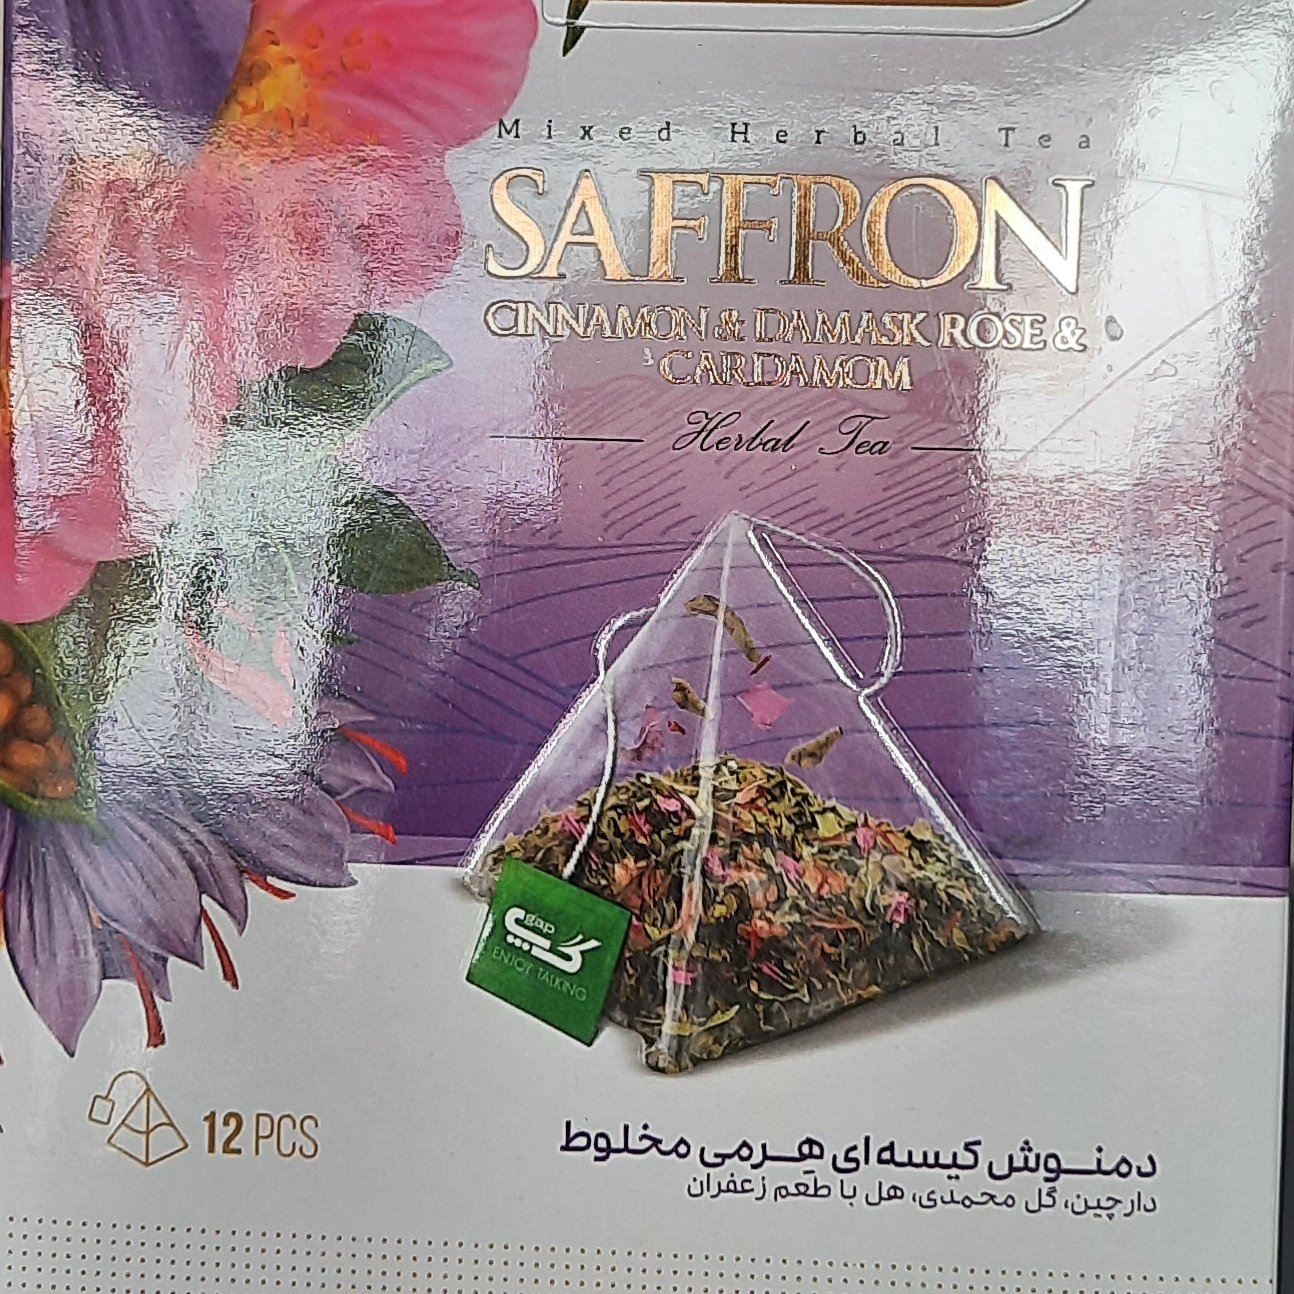 Mixed Herbal Tea
SAFFRON
CINNAMON & DAMASK ROSE &
CARDAMOM
Herbal Tea
gap
گپ
ENJOY TALKING
12 PCS
دمنوش کیسه‌ای هرمی مخلوط
دارچین، گل محمدی، هل با طعم زعفران